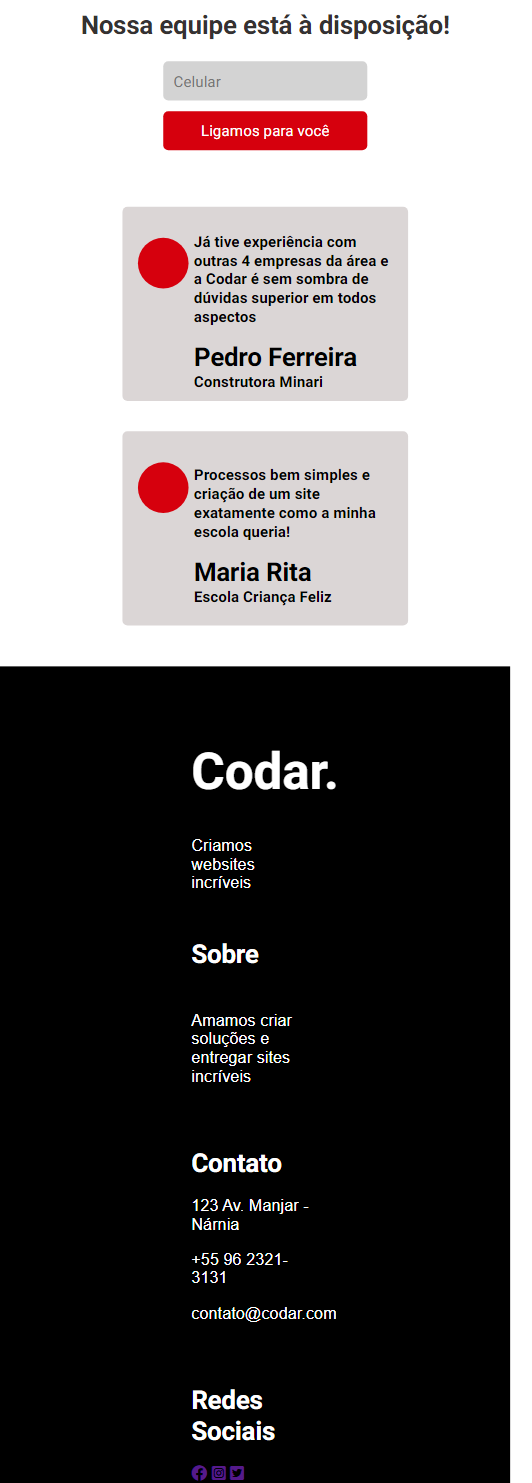 Nossa equipe está à disposição!
Celular
Ligamos para você
Já tive experiência com
outras 4 empresas da área e
a Codar é sem sombra de
dúvidas superior em todos
aspectos
Pedro Ferreira
Construtora Minari
Processos bem simples e
criação de um site
exatamente como a minha
escola queria!
Maria Rita
Escola Criança Feliz
Codar.
Criamos
websites
incríveis
Sobre
Amamos criar
soluções e
entregar sites
incríveis
Contato
123 Av. Manjar -
Nárnia
+55 96 2321-
3131
contato@codar.com
Redes
Sociais